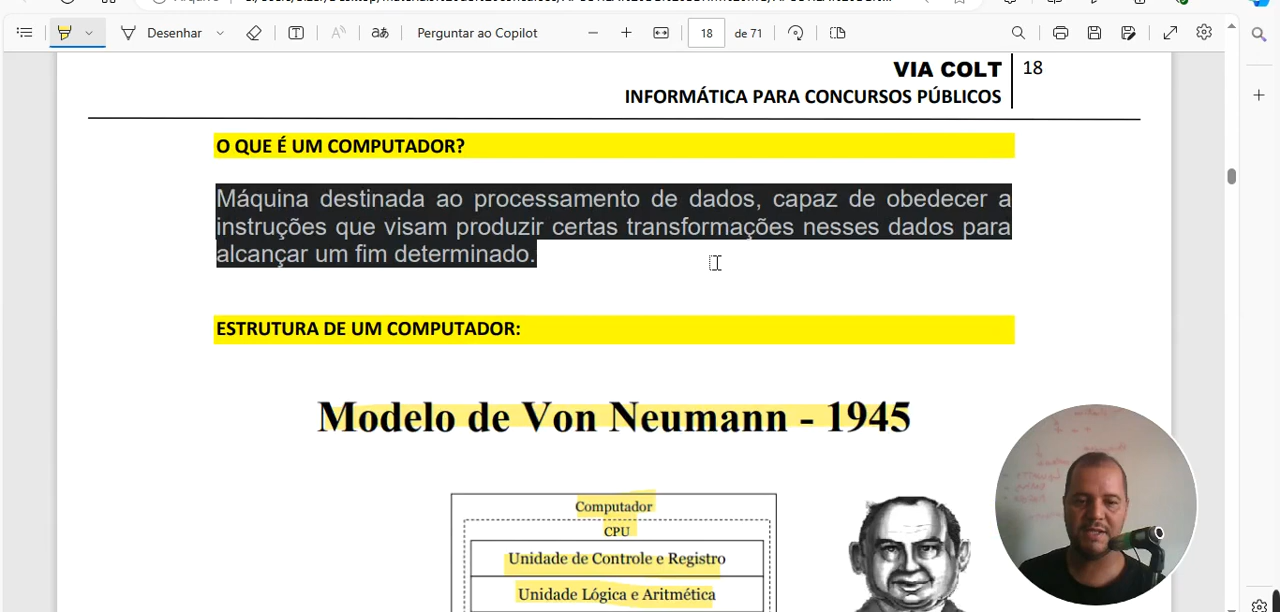 Desenhar
Perguntar ao Copilot
18
de 71
VIA COLT
18
INFORMÁTICA PARA CONCURSOS PÚBLICOS
O QUE É UM COMPUTADOR?
Máquina destinada ao processamento de dados, capaz de obedecer a
instruções que visam produzir certas transformações nesses dados para
alcançar um fim determinado.
ESTRUTURA DE UM COMPUTADOR:
Modelo de Von Neumann - 1945
Computador
CPU
Unidade de Controle e Registro
Unidade Lógica e Aritmética